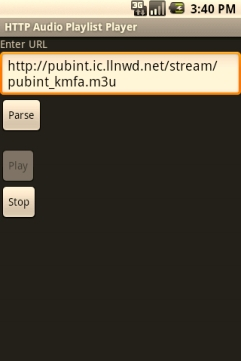 3G
3:40 PM
HTTP Audio Playlist Player
Enter URL
http://pubint.ic.llnwd.net/stream/
pubint_kmfa.m3u
Parse
Play
Stop